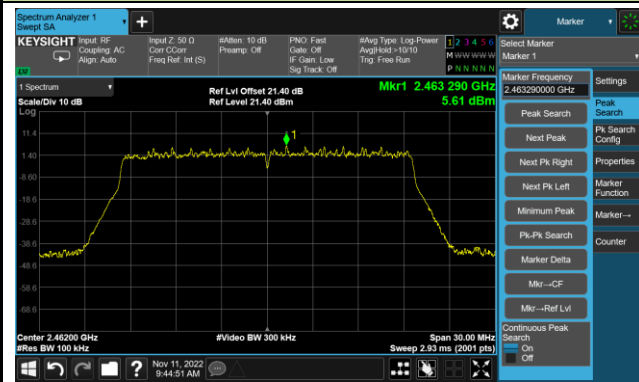 Spectrum Analyzer 1
Swept SA
Marker
KEYSIGHT
Input: RF
Coupling: AC
Align: Auto
Input Z: 50 Ω
Corr CCorr
Freq Ref: Int (S)
#Atten: 10 dB
Preamp: Off
PNO: Fast
Gate: Off
IF Gain: Low
Sig Track: Off
#Avg Type: Log-Power
Avg|Hold:>10/10
Trig: Free Run
1 2 3 4 5 6
M W W W W W
P N N N N N
LXI
Select Marker
Marker 1
1 Spectrum
Scale/Div 10 dB
Log
Ref Lvl Offset 21.40 dB
Ref Level 21.40 dBm
Mkr1 2.463 290 GHz
5.61 dBm
11.4
1.40
-8.60
-18.6
-28.6
-38.6
-48.6
-58.6
-68.6
1
Center 2.46200 GHz
#Res BW 100 kHz
#Video BW 300 kHz
Span 30.00 MHz
Sweep 2.93 ms (2001 pts)
Marker Frequency
2.463290000 GHz
Peak Search
Next Peak
Next Pk Right
Next Pk Left
Minimum Peak
Pk-Pk Search
Marker Delta
Mkr→CF
Mkr→Ref Lvl
Continuous Peak
Search
On
Off
Settings
Peak
Search
Pk Search
Config
Properties
Marker
Function
Marker→
Counter
Nov 11, 2022
9:44:51 AM